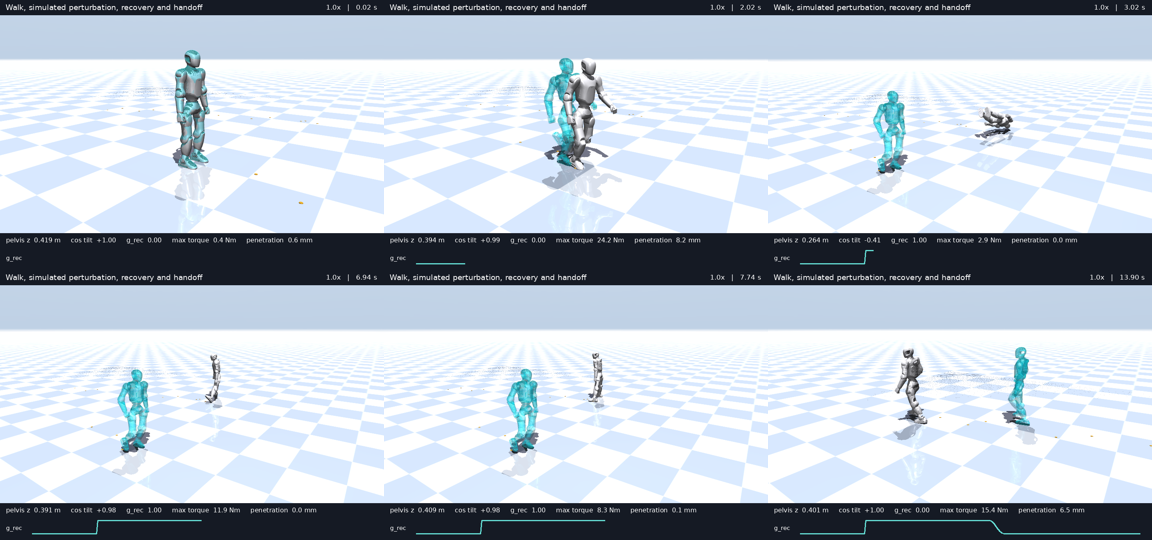 Walk, simulated perturbation, recovery and handoff 1.0x | 0.02 s
pelvis z 0.419 m cos tilt +1.00 g_rec 0.00 max torque 0.4 Nm penetration 0.6 mm
g_rec
Walk, simulated perturbation, recovery and handoff 1.0x | 2.02 s
pelvis z 0.394 m cos tilt +0.99 g_rec 0.00 max torque 24.2 Nm penetration 8.2 mm
g_rec
Walk, simulated perturbation, recovery and handoff 1.0x | 3.02 s
pelvis z 0.264 m cos tilt -0.41 g_rec 1.00 max torque 2.9 Nm penetration 0.0 mm
g_rec
Walk, simulated perturbation, recovery and handoff 1.0x | 6.94 s
pelvis z 0.391 m cos tilt +0.98 g_rec 1.00 max torque 11.9 Nm penetration 0.0 mm
g_rec
Walk, simulated perturbation, recovery and handoff 1.0x | 7.74 s
pelvis z 0.409 m cos tilt +0.98 g_rec 1.00 max torque 8.3 Nm penetration 0.1 mm
g_rec
Walk, simulated perturbation, recovery and handoff 1.0x | 13.90 s
pelvis z 0.401 m cos tilt +1.00 g_rec 0.00 max torque 15.4 Nm penetration 6.5 mm
g_rec